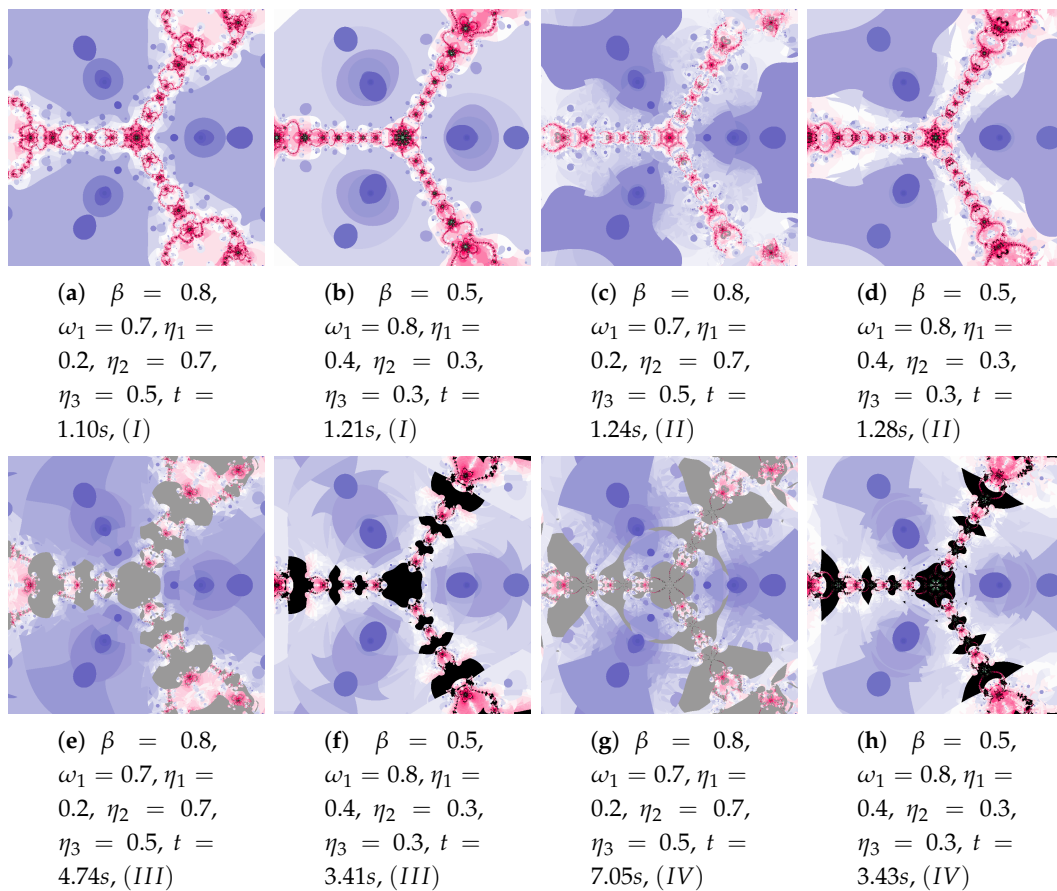 (a) β = 0.8,
ω₁ = 0.7, η₁ =
0.2, η₂ = 0.7,
η₃ = 0.5, t =
1.10s, (I)
(b) β = 0.5,
ω₁ = 0.8, η₁ =
0.4, η₂ = 0.3,
η₃ = 0.3, t =
1.21s, (I)
(c) β = 0.8,
ω₁ = 0.7, η₁ =
0.2, η₂ = 0.7,
η₃ = 0.5, t =
1.24s, (II)
(d) β = 0.5,
ω₁ = 0.8, η₁ =
0.4, η₂ = 0.3,
η₃ = 0.3, t =
1.28s, (II)
(e) β = 0.8,
ω₁ = 0.7, η₁ =
0.2, η₂ = 0.7,
η₃ = 0.5, t =
4.74s, (III)
(f) β = 0.5,
ω₁ = 0.8, η₁ =
0.4, η₂ = 0.3,
η₃ = 0.3, t =
3.41s, (III)
(g) β = 0.8,
ω₁ = 0.7, η₁ =
0.2, η₂ = 0.7,
η₃ = 0.5, t =
7.05s, (IV)
(h) β = 0.5,
ω₁ = 0.8, η₁ =
0.4, η₂ = 0.3,
η₃ = 0.3, t =
3.43s, (IV)